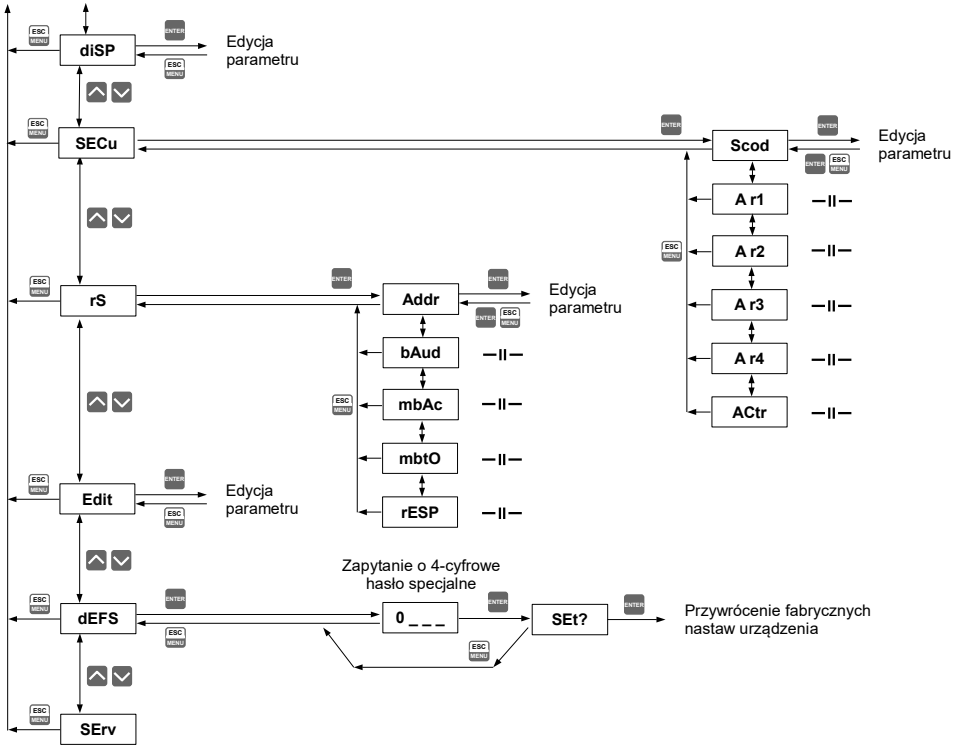 ESC
MENU
diSP
ENTER
ESC
MENU
Edycja
parametru
ESC
MENU
SECu
ENTER
Scod
ENTER
ENTER
ESC
MENU
Edycja
parametru
A r1
—II—
ESC
MENU
A r2
—II—
A r3
—II—
A r4
—II—
ACtr
—II—
ESC
MENU
rS
ENTER
Addr
ENTER
ENTER
ESC
MENU
Edycja
parametru
bAud
—II—
ESC
MENU
mbAc
—II—
mbtO
—II—
rESP
—II—
ESC
MENU
Edit
ENTER
ESC
MENU
Edycja
parametru
Zapytanie o 4-cyfrowe
hasło specjalne
ESC
MENU
dEFS
ENTER
ESC
MENU
0 _ _ _
ENTER
ESC
MENU
SEt?
ENTER
Przywrócenie fabrycznych
nastaw urządzenia
ESC
MENU
SErv